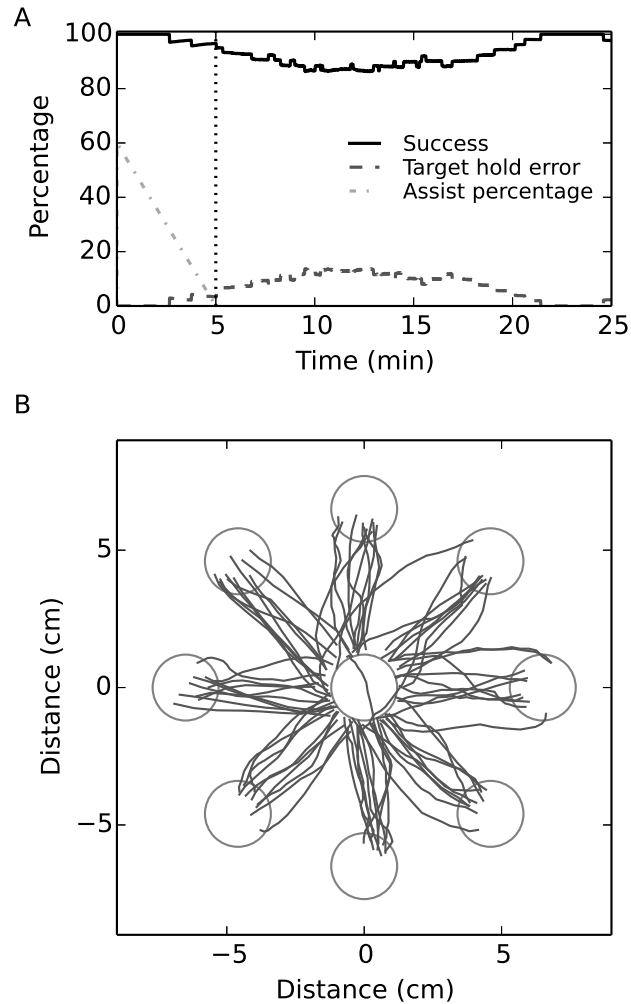 A
100
80
60
40
20
0
Percentage
Success
Target hold error
Assist percentage
0 5 10 15 20 25
Time (min)
B
5
0
−5
Distance (cm)
−5 0 5
Distance (cm)